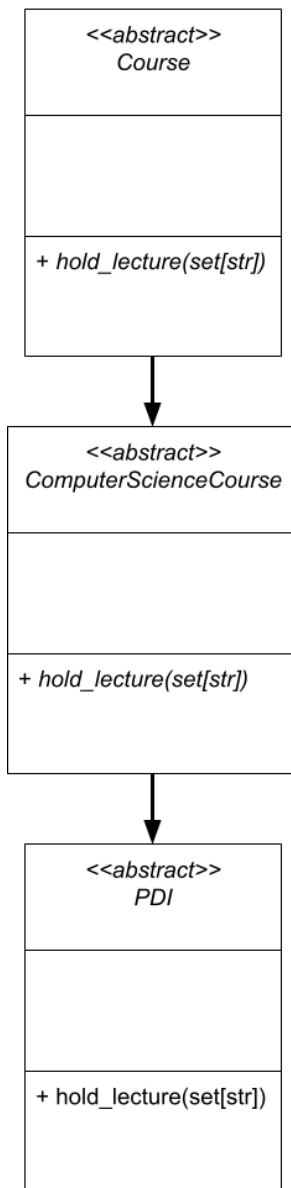 <<abstract>>
Course
+ hold_lecture(set[str])
<<abstract>>
ComputerScienceCourse
+ hold_lecture(set[str])
<<abstract>>
PDI
+ hold_lecture(set[str])